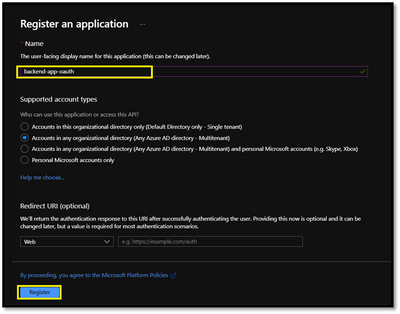 Register an application ...
* Name
The user-facing display name for this application (this can be changed later).
backend-app-oauth
Supported account types
Who can use this application or access this API?
Accounts in this organizational directory only (Default Directory only - Single tenant)
Accounts in any organizational directory (Any Azure AD directory - Multitenant)
Accounts in any organizational directory (Any Azure AD directory - Multitenant) and personal Microsoft accounts (e.g. Skype, Xbox)
Personal Microsoft accounts only
Help me choose...
Redirect URI (optional)
We'll return the authentication response to this URI after successfully authenticating the user. Providing this now is optional and it can be
changed later, but a value is required for most authentication scenarios.
Web
e.g. https://example.com/auth
By proceeding, you agree to the Microsoft Platform Policies
Register